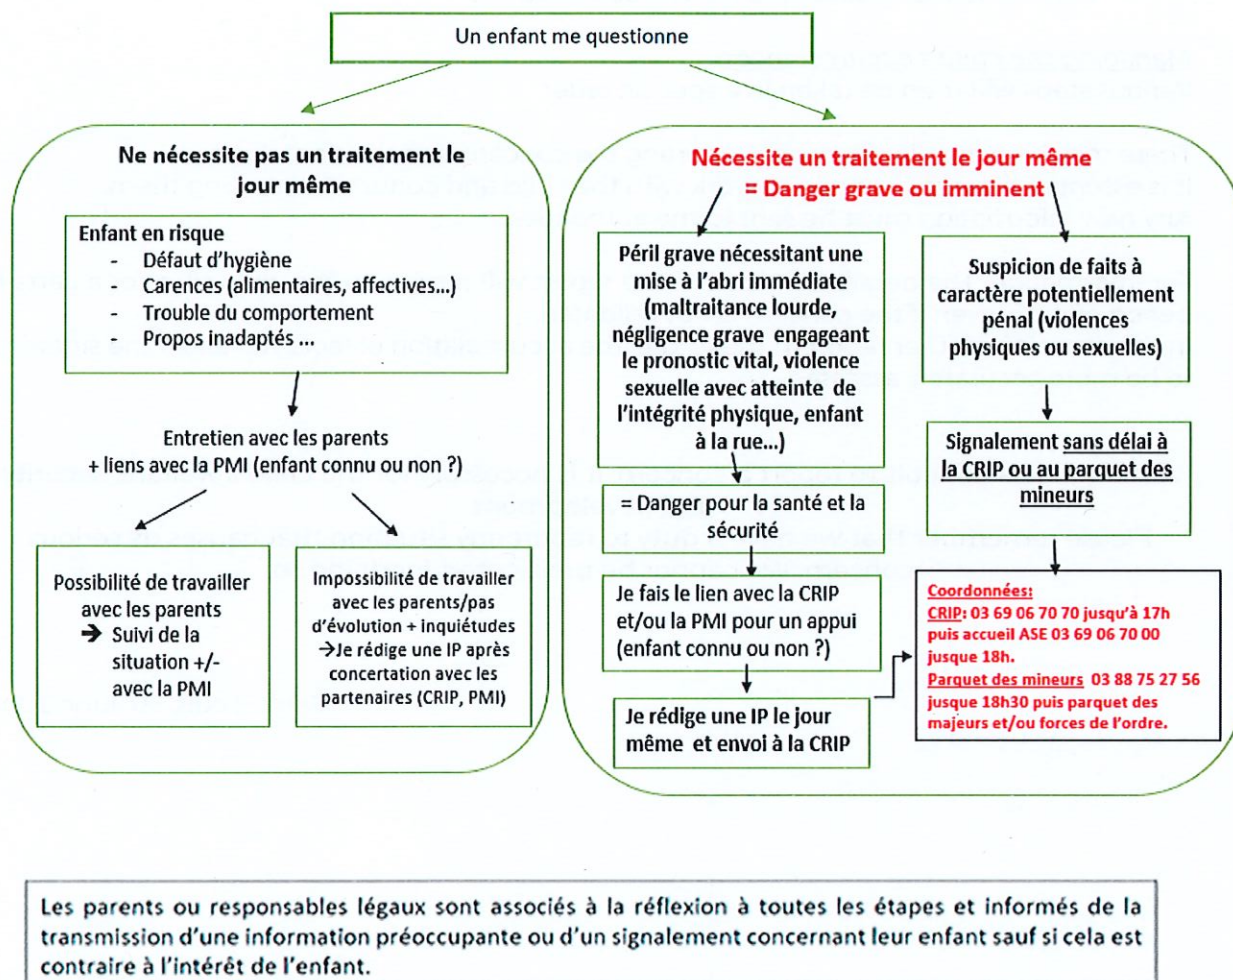 Un enfant me questionne
Ne nécessite pas un traitement le
jour même
Enfant en risque
- Défaut d'hygiène
- Carences (alimentaires, affectives...)
- Trouble du comportement
- Propos inadaptés ...
Entretien avec les parents
+ liens avec la PMI (enfant connu ou non ?)
Possibilité de travailler
avec les parents
→ Suivi de la
situation +/-
avec la PMI
Impossibilité de travailler
avec les parents/pas
d'évolution + inquiétudes
→Je rédige une IP après
concertation avec les
partenaires (CRIP, PMI)
Nécessite un traitement le jour même
= Danger grave ou imminent
Péril grave nécessitant une
mise à l'abri immédiate
(maltraitance lourde,
négligence grave engageant
le pronostic vital, violence
sexuelle avec atteinte de
l'intégrité physique, enfant
à la rue...)
= Danger pour la santé et la
sécurité
Je fais le lien avec la CRIP
et/ou la PMI pour un appui
(enfant connu ou non ?)
Je rédige une IP le jour
même et envoi à la CRIP
Suspicion de faits à
caractère potentiellement
pénal (violences
physiques ou sexuelles)
Signalement sans délai à
la CRIP ou au parquet des
mineurs
Coordonnées:
CRIP: 03 69 06 70 70 jusqu'à 17h
puis accueil ASE 03 69 06 70 00
jusque 18h.
Parquet des mineurs 03 88 75 27 56
jusque 18h30 puis parquet des
majeurs et/ou forces de l'ordre.
Les parents ou responsables légaux sont associés à la réflexion à toutes les étapes et informés de la
transmission d'une information préoccupante ou d'un signalement concernant leur enfant sauf si cela est
contraire à l'intérêt de l'enfant.